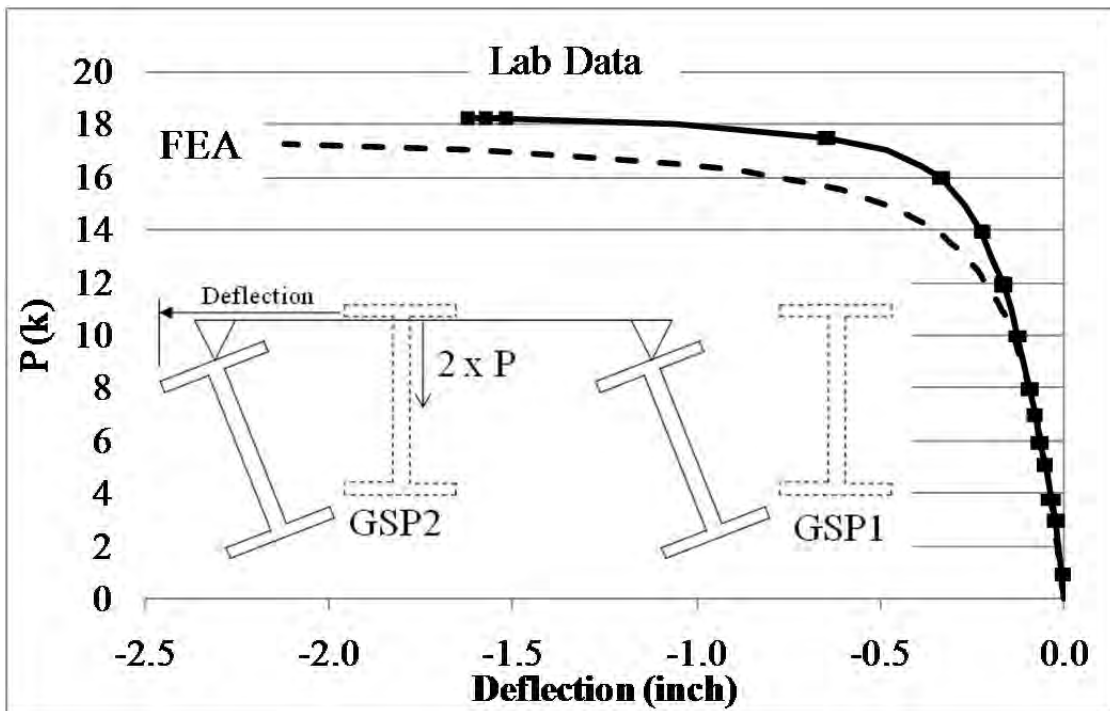 Lab Data
20
18
FEA
16
14
12
Deflection
10
2 x P
8
6
4
GSP2
GSP1
2
0
P (k)
-2.5
-2.0
-1.5
-1.0
-0.5
0.0
Deflection (inch)